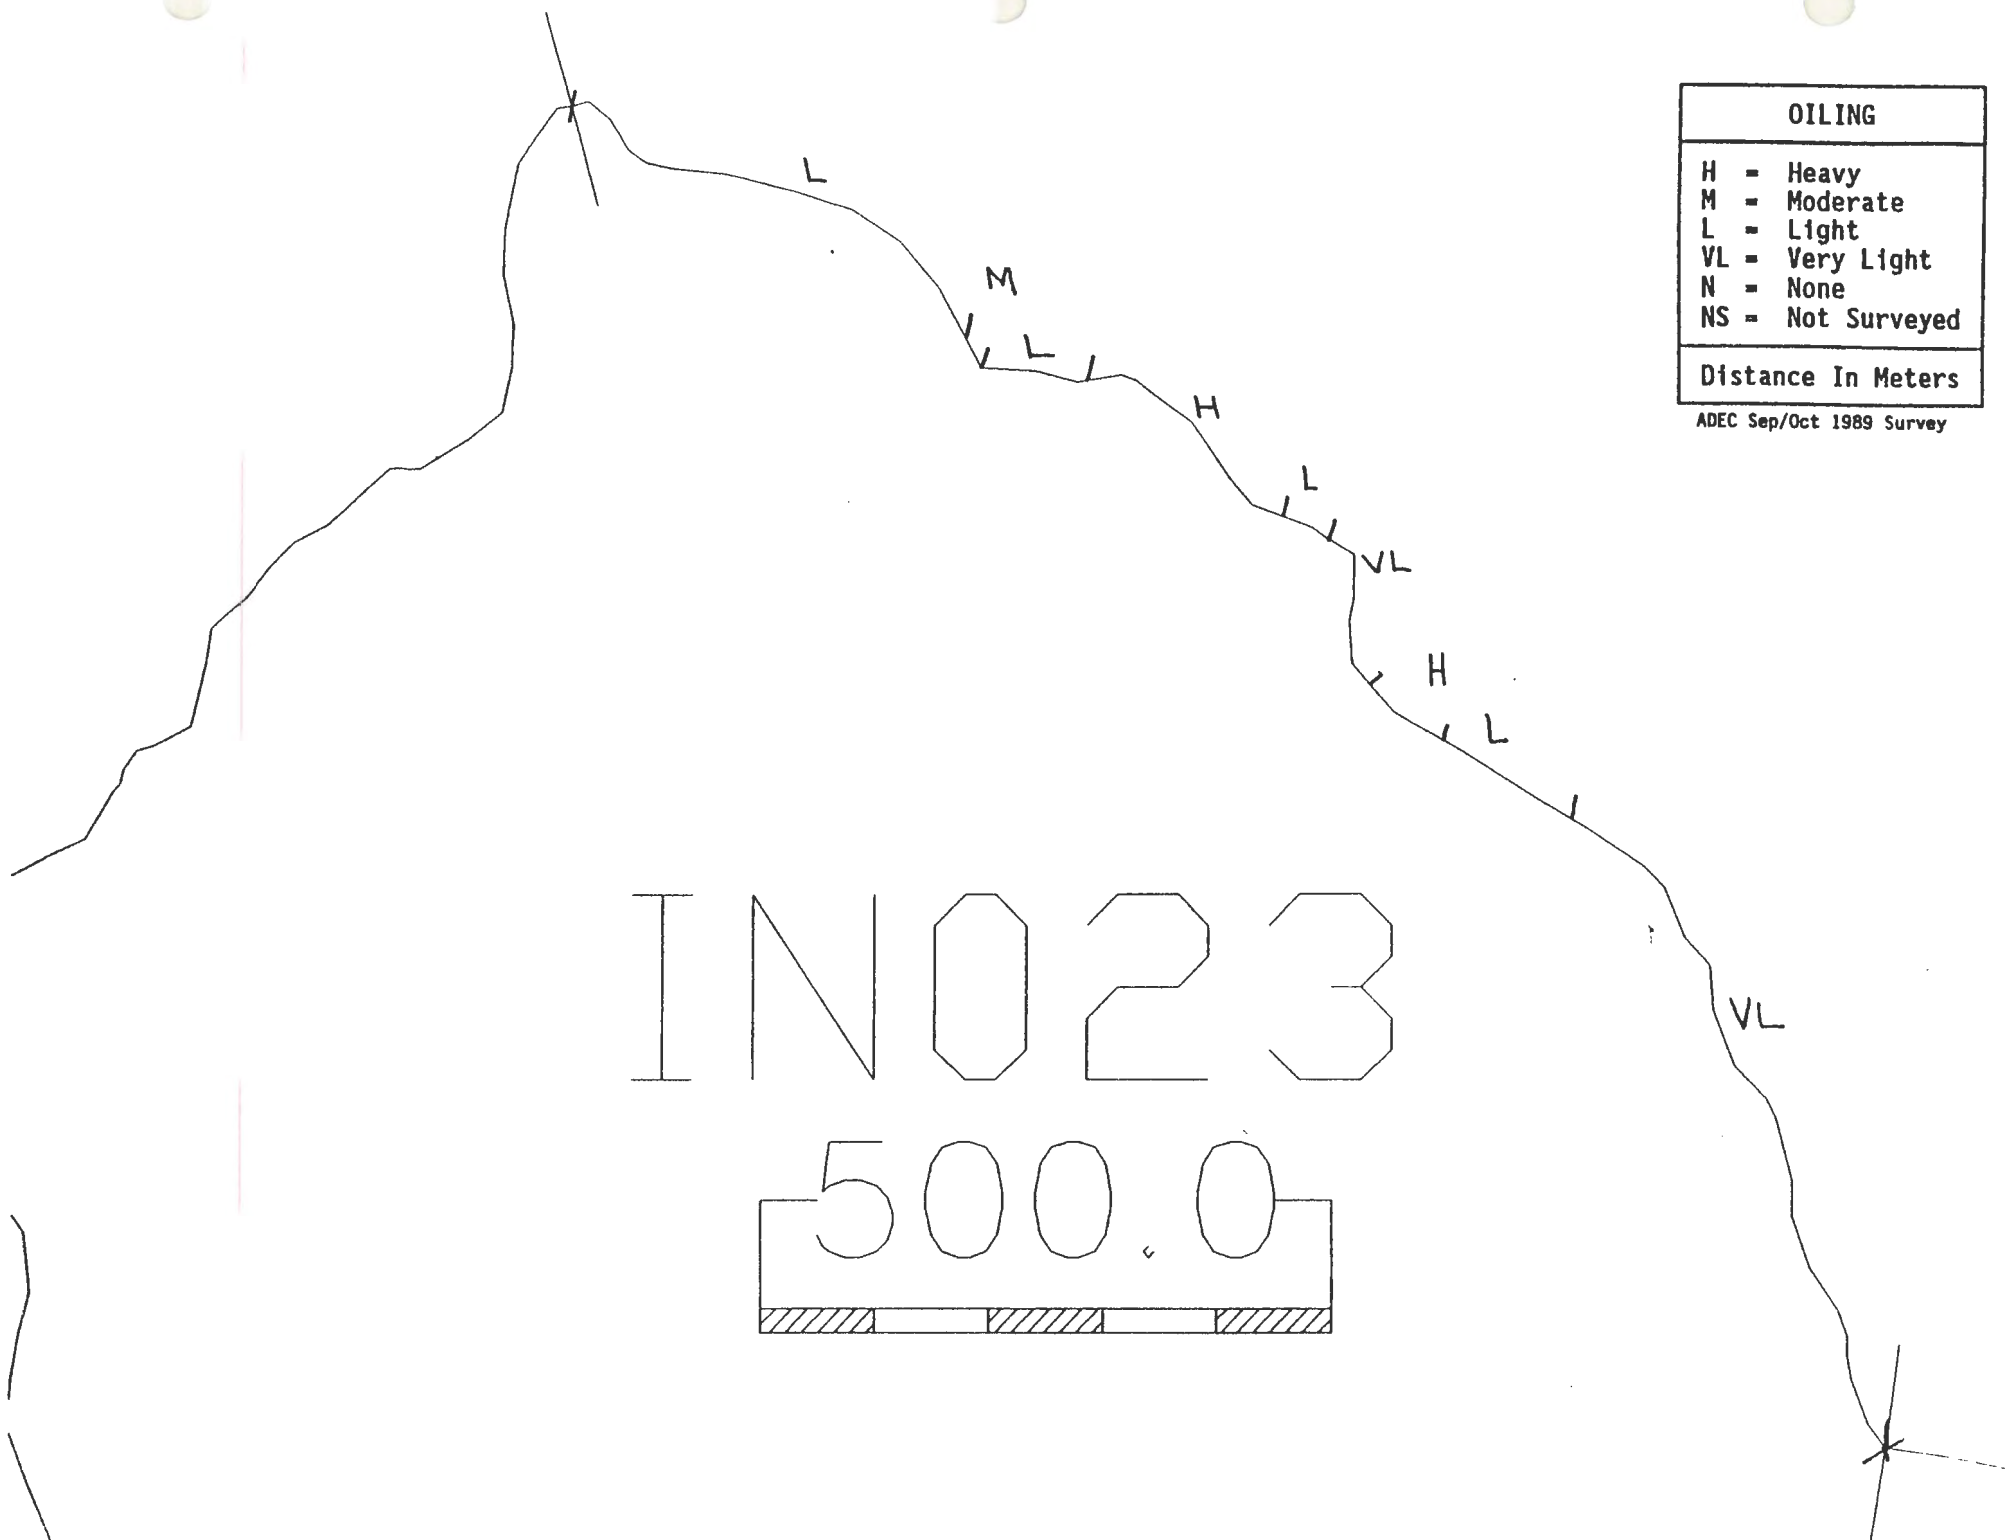 OILING
H = Heavy
M = Moderate
L = Light
VL = Very Light
N = None
NS = Not Surveyed
Distance In Meters
ADEC Sep/Oct 1989 Survey
L
M
L
H
L
VL
H
L
VL
IN023
500.0